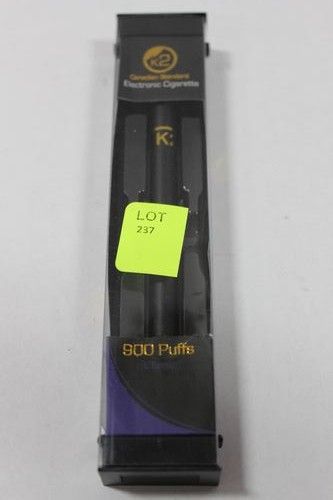 K2
Canadian Standard
Electronic Cigarette
K:
LOT
237
900 Puffs